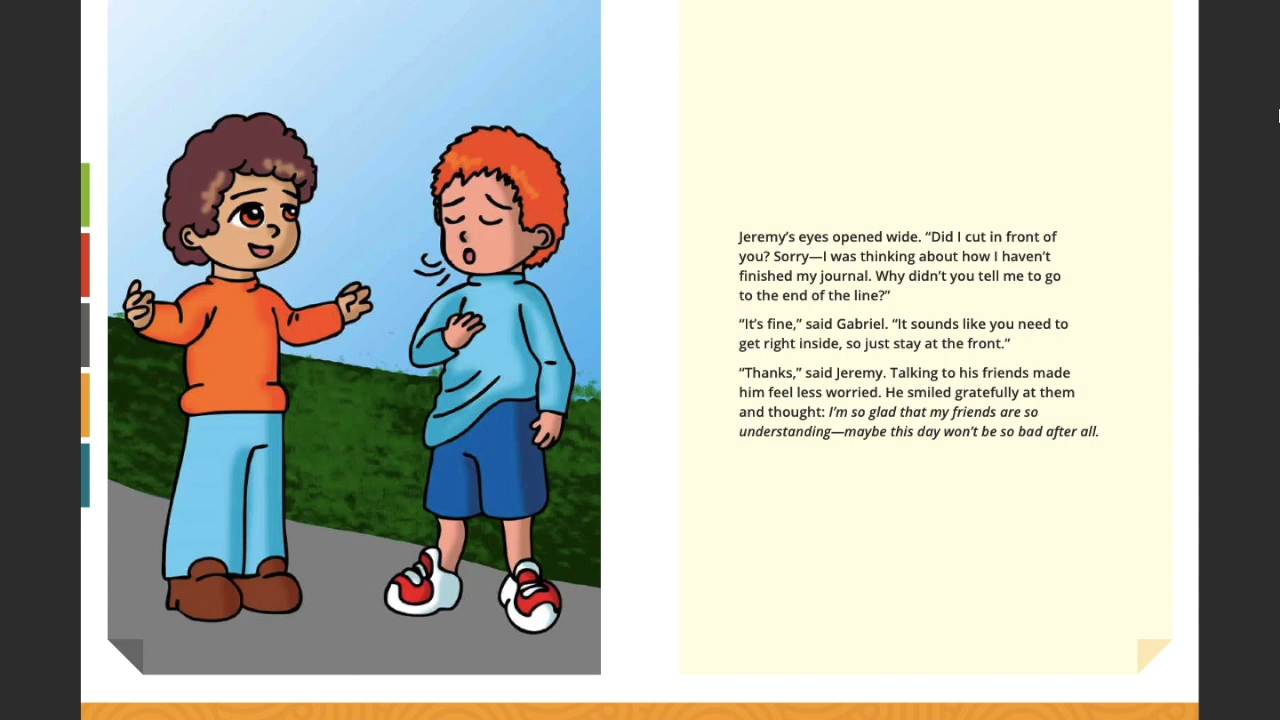 Jeremy’s eyes opened wide. “Did I cut in front of
you? Sorry—I was thinking about how I haven’t
finished my journal. Why didn’t you tell me to go
to the end of the line?”
“It’s fine,” said Gabriel. “It sounds like you need to
get right inside, so just stay at the front.”
“Thanks,” said Jeremy. Talking to his friends made
him feel less worried. He smiled gratefully at them
and thought: I’m so glad that my friends are so
understanding—maybe this day won’t be so bad after all.